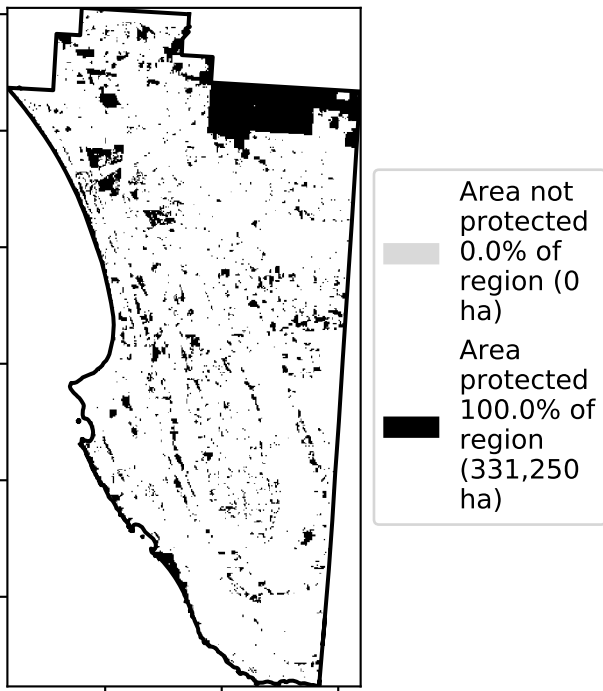 Area not
protected
0.0% of
region (0
ha)
Area
protected
100.0% of
region
(331,250
ha)